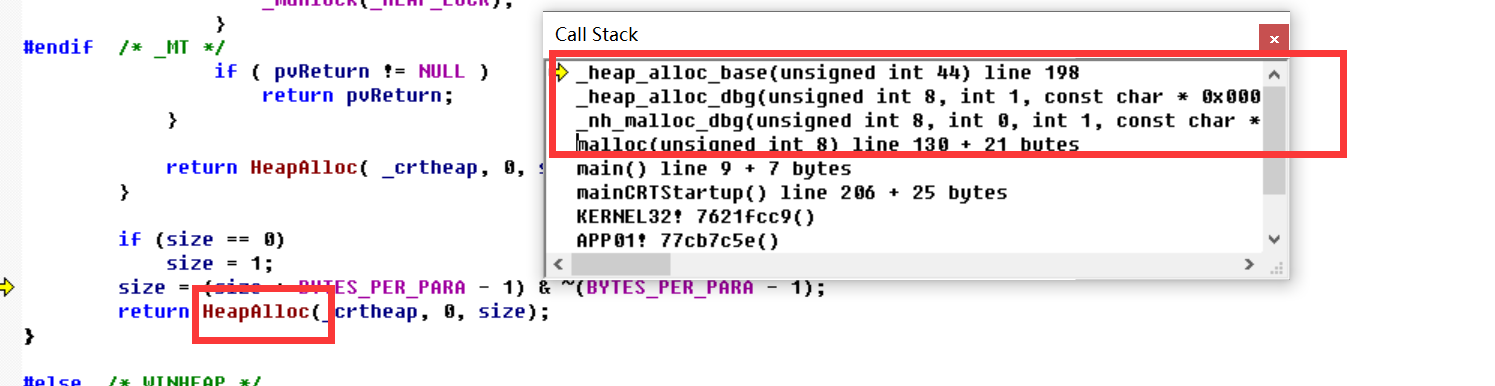 _munlock(_HEAP_LOCK);
}
#endif /* _MT */
if ( pvReturn != NULL )
return pvReturn;
}
return HeapAlloc( _crtheap, 0,
}
if (size == 0)
size = 1;
size = (size + BYTES_PER_PARA - 1) & ~(BYTES_PER_PARA - 1);
return HeapAlloc(_crtheap, 0, size);
}
#else /* WINHEAP */
Call Stack
_heap_alloc_base(unsigned int 44) line 198
_heap_alloc_dbg(unsigned int 8, int 1, const char * 0x000
_nh_malloc_dbg(unsigned int 8, int 0, int 1, const char *
malloc(unsigned int 8) line 130 + 21 bytes
main() line 9 + 7 bytes
mainCRTStartup() line 206 + 25 bytes
KERNEL32! 7621fcc9()
APP01! 77cb7c5e()